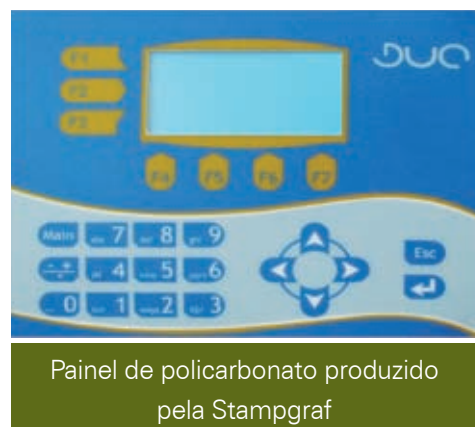 F1
F2
F3
DUO
F4 F5 F6 F7
Main 7 8 9
4 5 6
0 1 2 3
Esc
Painel de policarbonato produzido
pela Stampgraf